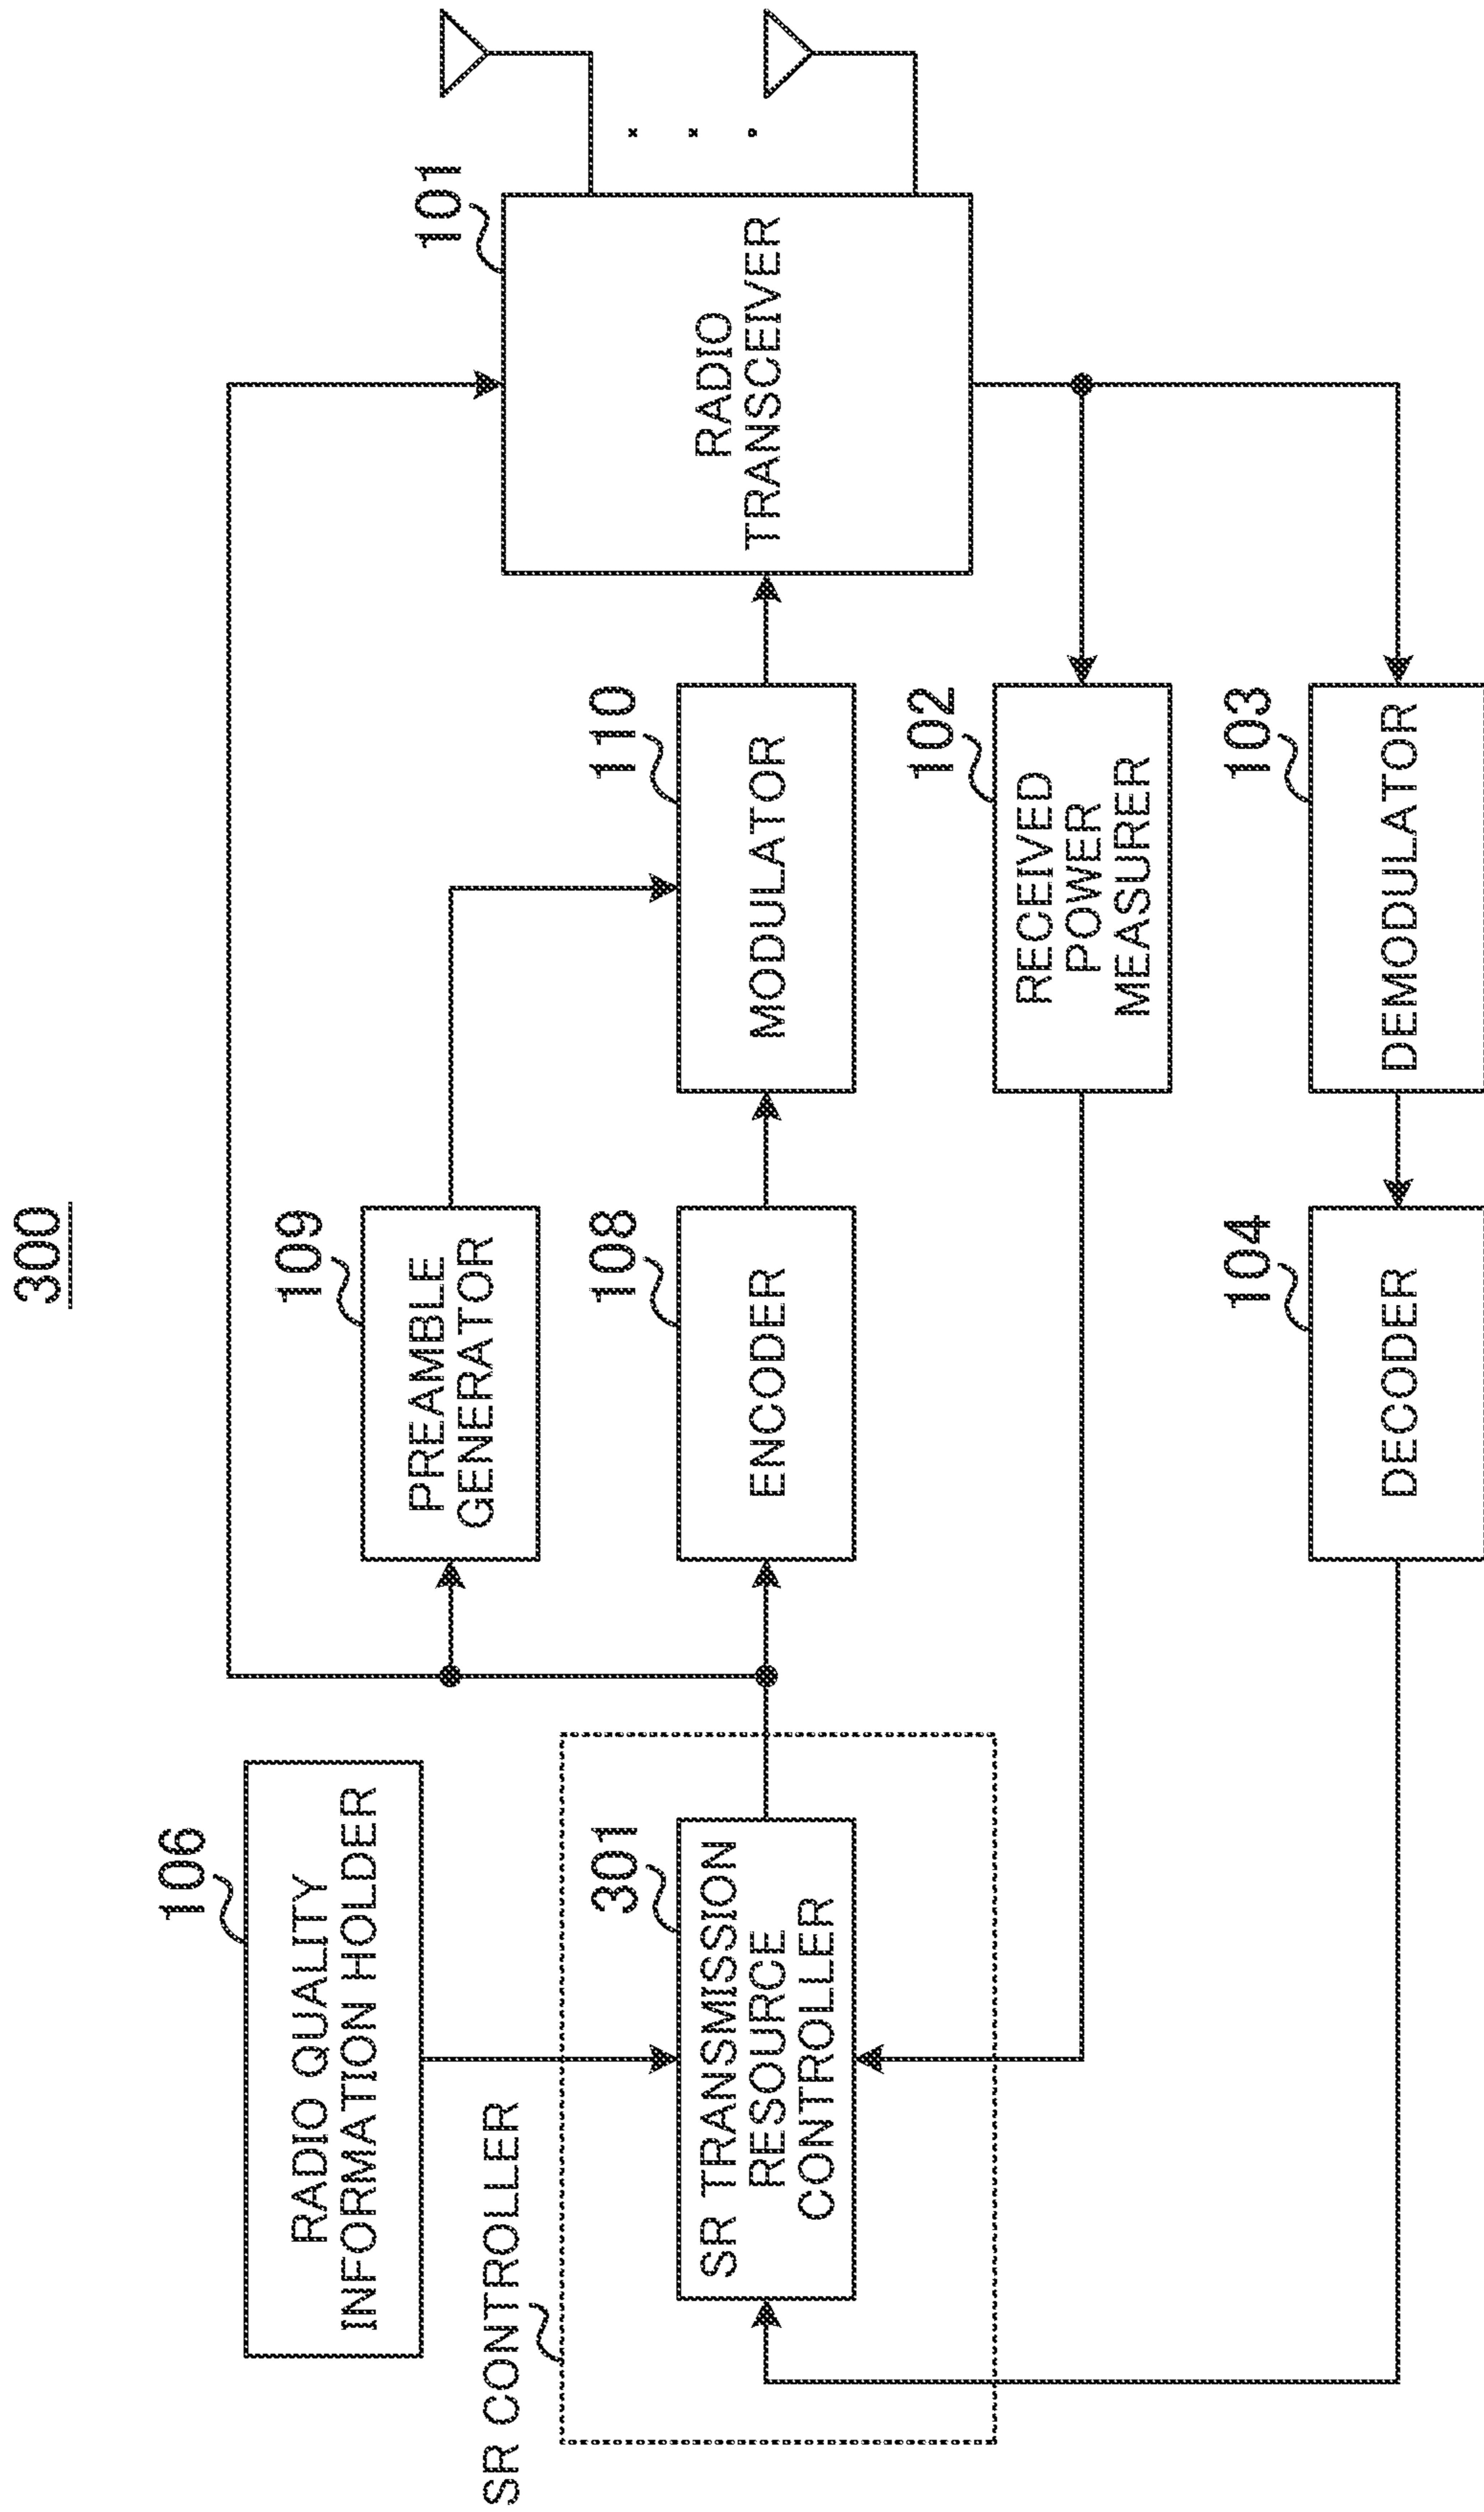 300
106
RADIO QUALITY
INFORMATION HOLDER
109
PREAMBLE
GENERATOR
101
RADIO
TRANSCEIVER
SR CONTROLLER
301
SR TRANSMISSION
RESOURCE
CONTROLLER
108
ENCODER
110
MODULATOR
102
RECEIVED
POWER
MEASURER
104
DECODER
103
DEMODULATOR